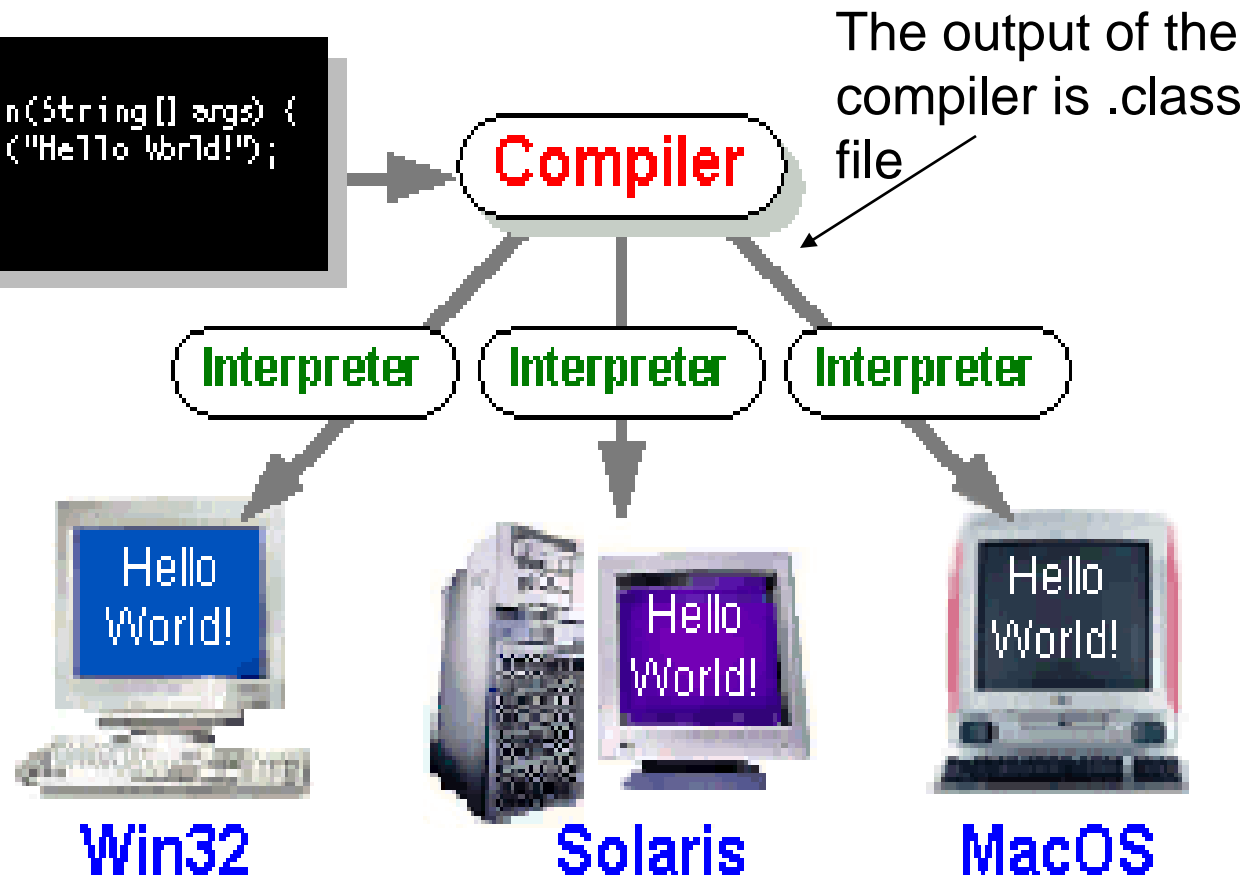 The output of the
compiler is .class
file
n(String[] args) {
("Hello World!");
Compiler
Interpreter
Interpreter
Interpreter
Hello
World!
Hello
World!
Hello
World!
Win32
Solaris
MacOS